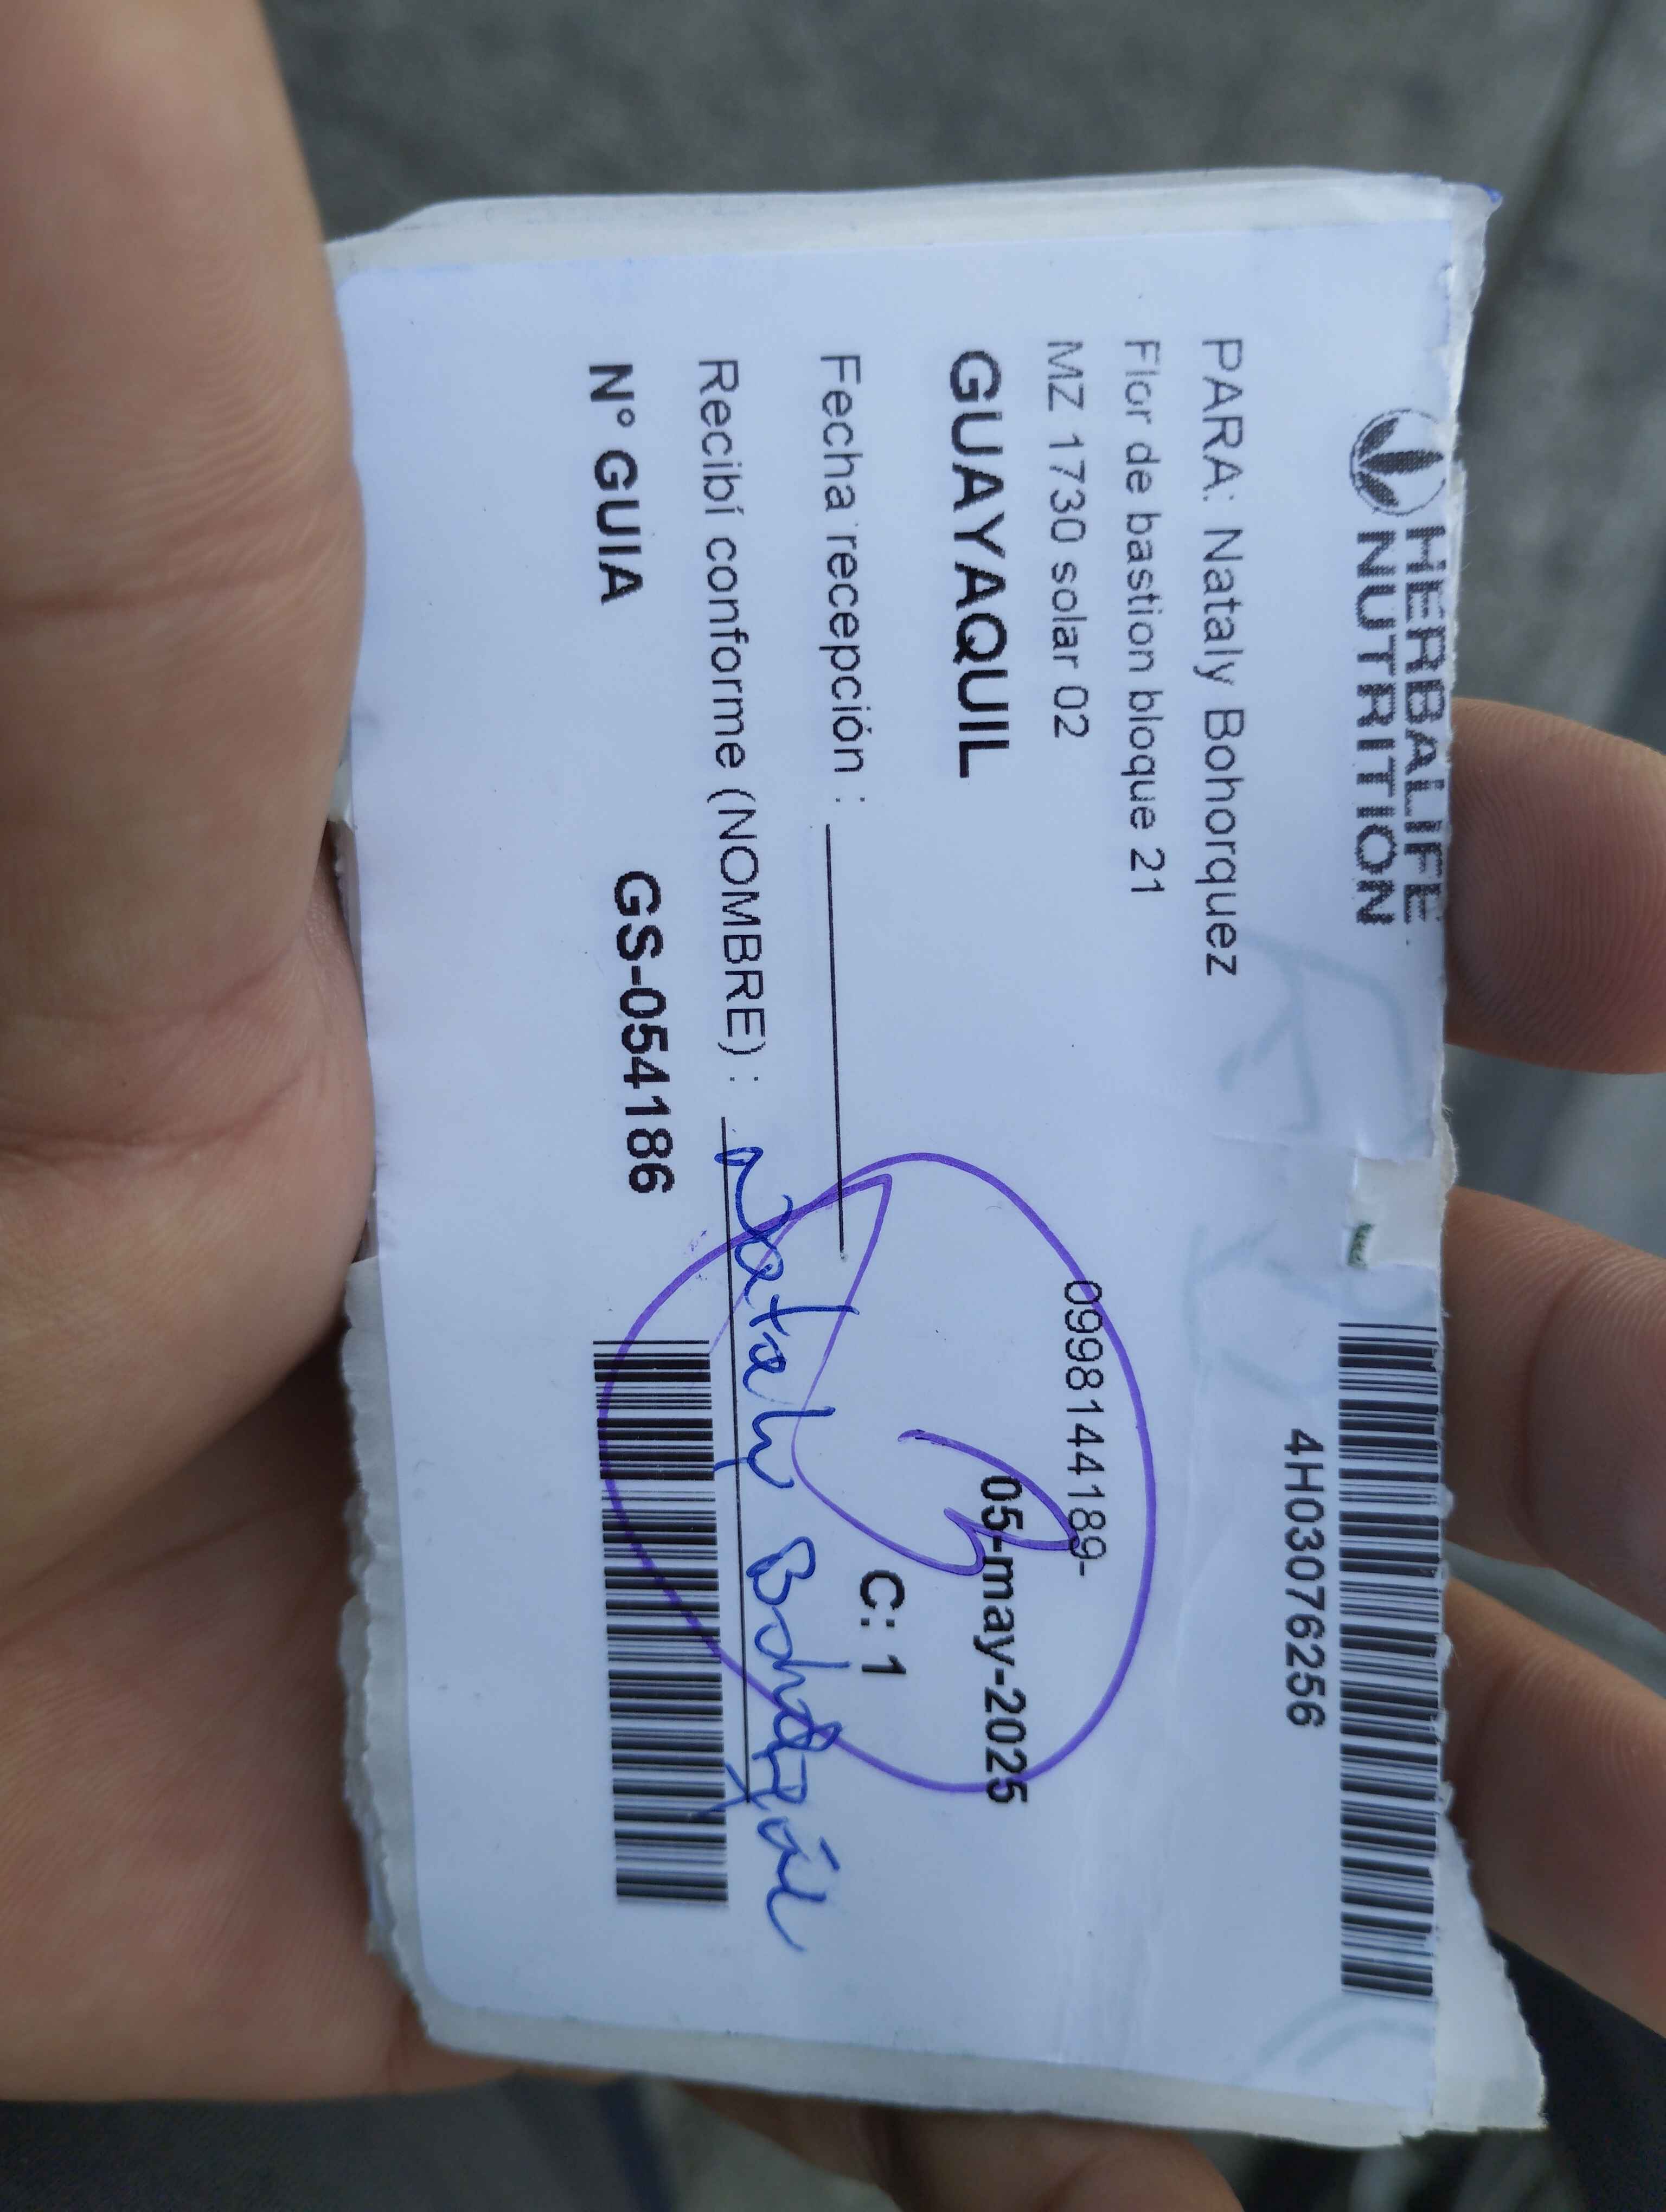 HERBALIFE
NUTRITION
4H03076256
PARA: Nataly Bohorquez
Flor de bastion bloque 21
MZ 1730 solar 02
0998144189-
GUAYAQUIL
05-may-2025
Fecha recepción :
C: 1
Recibí conforme (NOMBRE) : Nataly
N° GUIA GS-054186